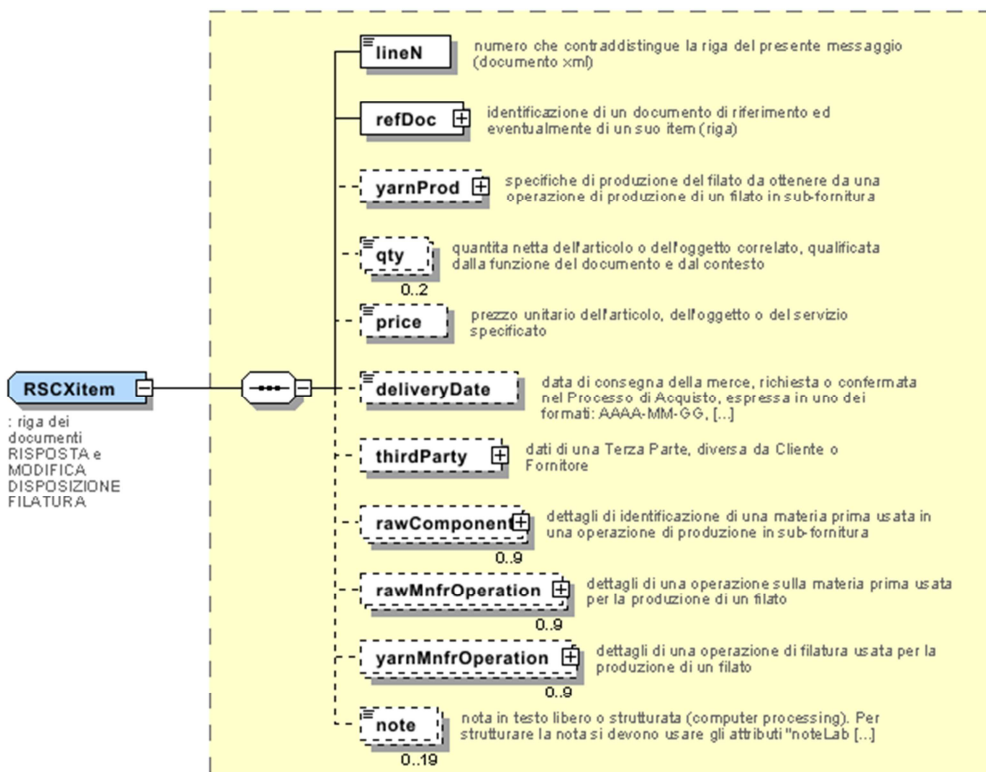 lineN
numero che contraddistingue la riga del presente messaggio
(documento xml)
refDoc
identificazione di un documento di riferimento ed
eventualmente di un suo item (riga)
yarnProd
specifiche di produzione del filato da ottenere da una
operazione di produzione di un filato in sub-fornitura
qty
quantita netta dell'articolo o dell'oggetto correlato, qualificata
dalla funzione del documento e dal contesto
0..2
price
prezzo unitario dell'articolo, dell'oggetto o del servizio
specificato
RSCXitem
: riga dei
documenti
RISPOSTA e
MODIFICA
DISPOSIZIONE
FILATURA
deliveryDate
data di consegna della merce, richiesta o confermata
nel Processo di Acquisto, espressa in uno dei
formati: AAAA-MM-GG, [...]
thirdParty
dati di una Terza Parte, diversa da Cliente o
Fornitore
rawComponent
dettagli di identificazione di una materia prima usata in
una operazione di produzione in sub-fornitura
0..9
rawMnfrOperation
dettagli di una operazione sulla materia prima usata
per la produzione di un filato
0..9
yarnMnfrOperation
dettagli di una operazione di filatura usata per la
produzione di un filato
0..9
note
nota in testo libero o strutturata (computer processing). Per
strutturare la nota si devono usare gli attributi "noteLab [...]
0..19